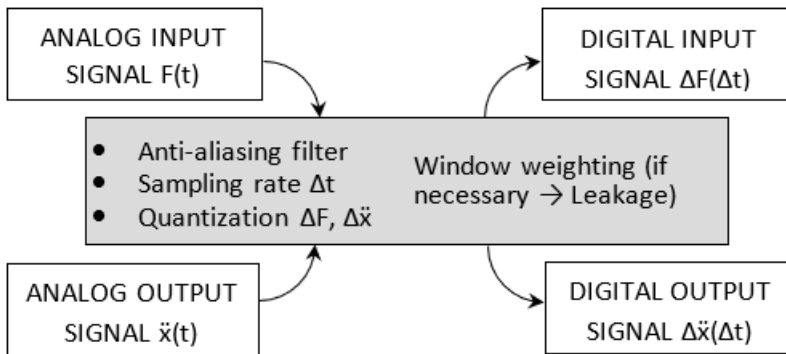 ANALOG INPUT
SIGNAL F(t)
DIGITAL INPUT
SIGNAL ΔF(Δt)
• Anti-aliasing filter
• Sampling rate Δt
• Quantization ΔF, Δẍ
Window weighting (if
necessary → Leakage)
ANALOG OUTPUT
SIGNAL ẍ(t)
DIGITAL OUTPUT
SIGNAL Δẍ(Δt)